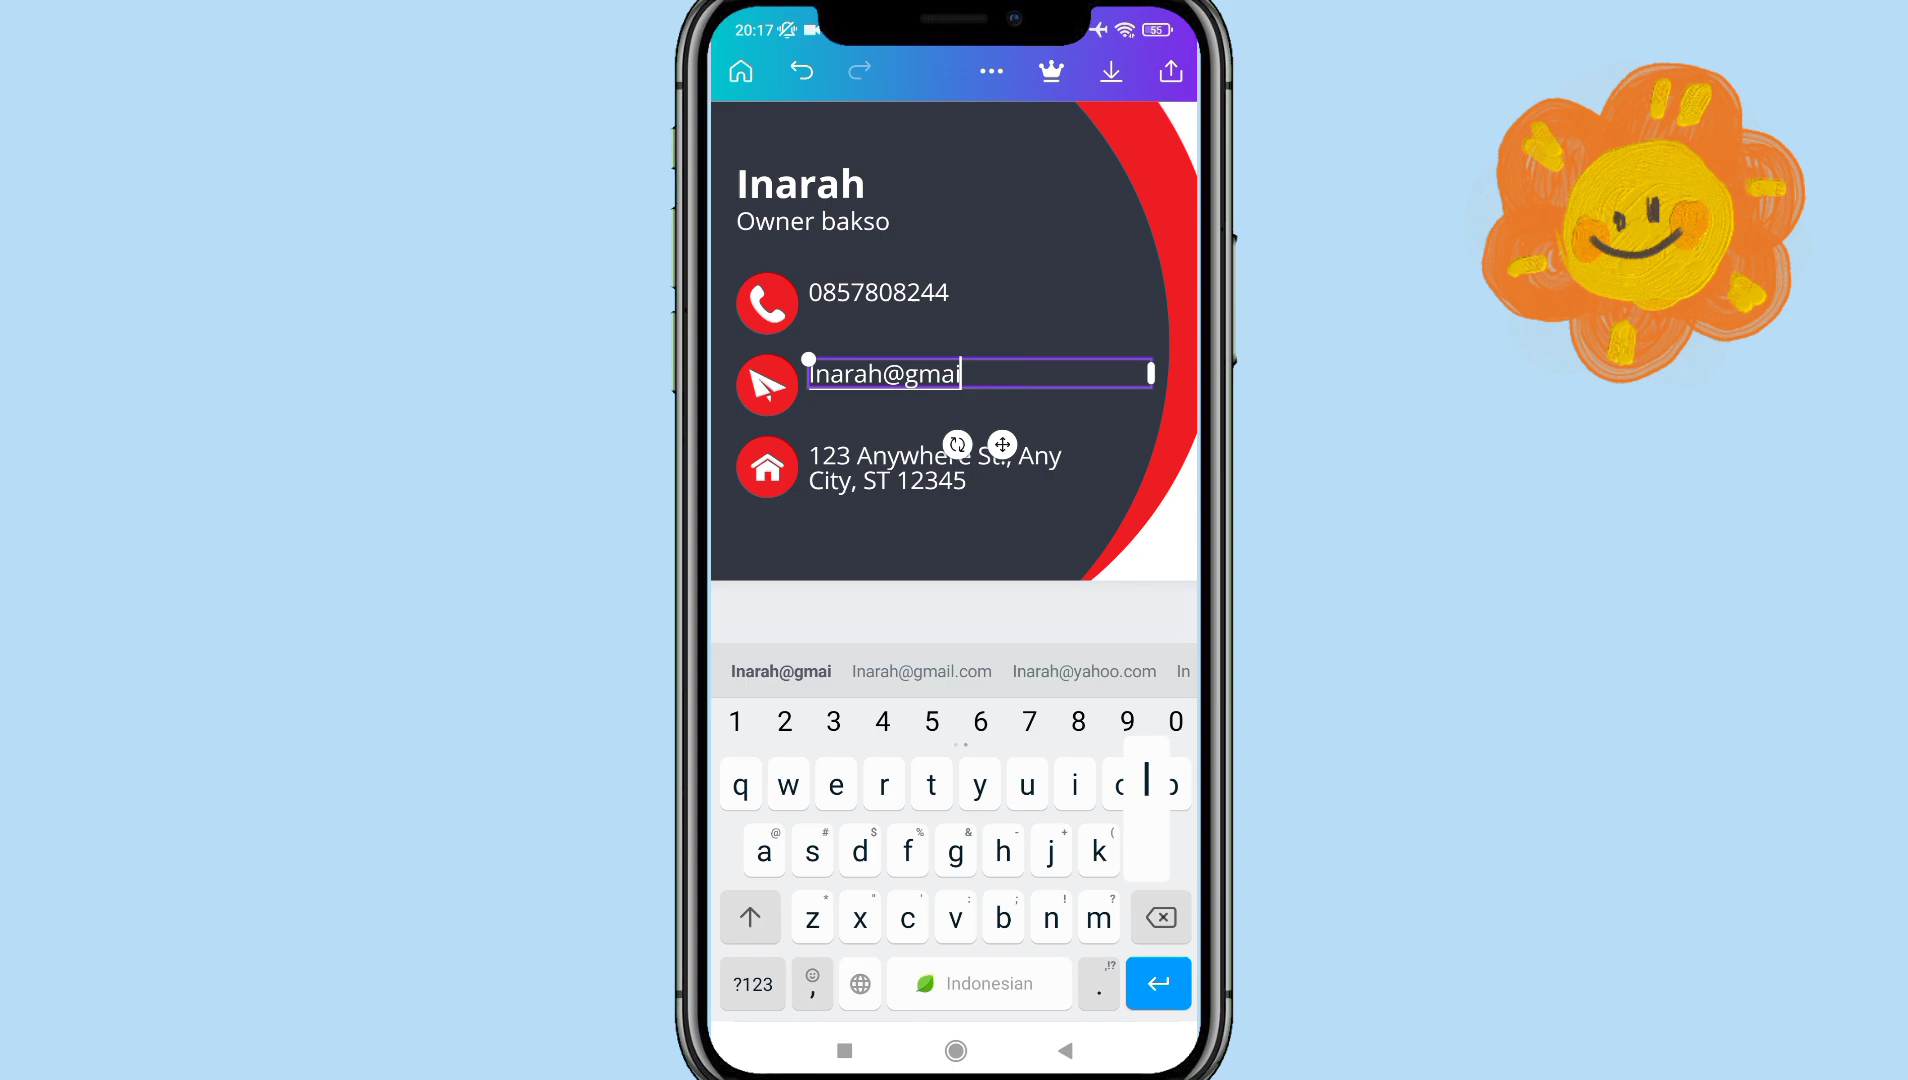 20:17
55
Inarah
Owner bakso
0857808244
Inarah@gmai
123 Anywhere St., Any
City, ST 12345
Inarah@gmai Inarah@gmail.com Inarah@yahoo.com In
1 2 3 4 5 6 7 8 9 0
q w e r t y u i l
@ # $ % & - + (
a s d f g h j k
* " ' : ; ! ?
z x c v b n m
,!?
?123 , Indonesian .